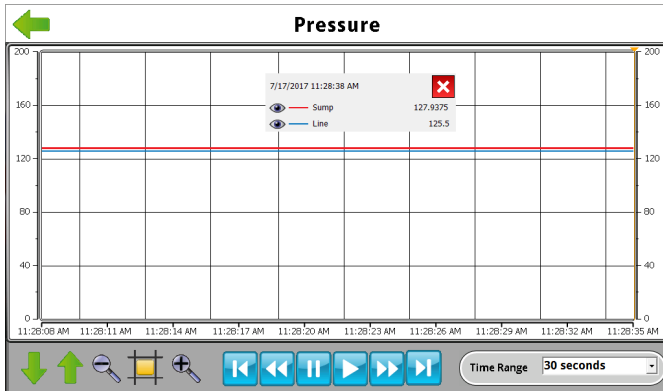 Pressure
200 200
7/17/2017 11:28:38 AM
Sump 127.9375
Line 125.5
160 160
120 120
80 80
40 40
0 0
11:28:08 AM 11:28:11 AM 11:28:14 AM 11:28:17 AM 11:28:20 AM 11:28:23 AM 11:28:26 AM 11:28:29 AM 11:28:32 AM 11:28:35 AM
Time Range 30 seconds